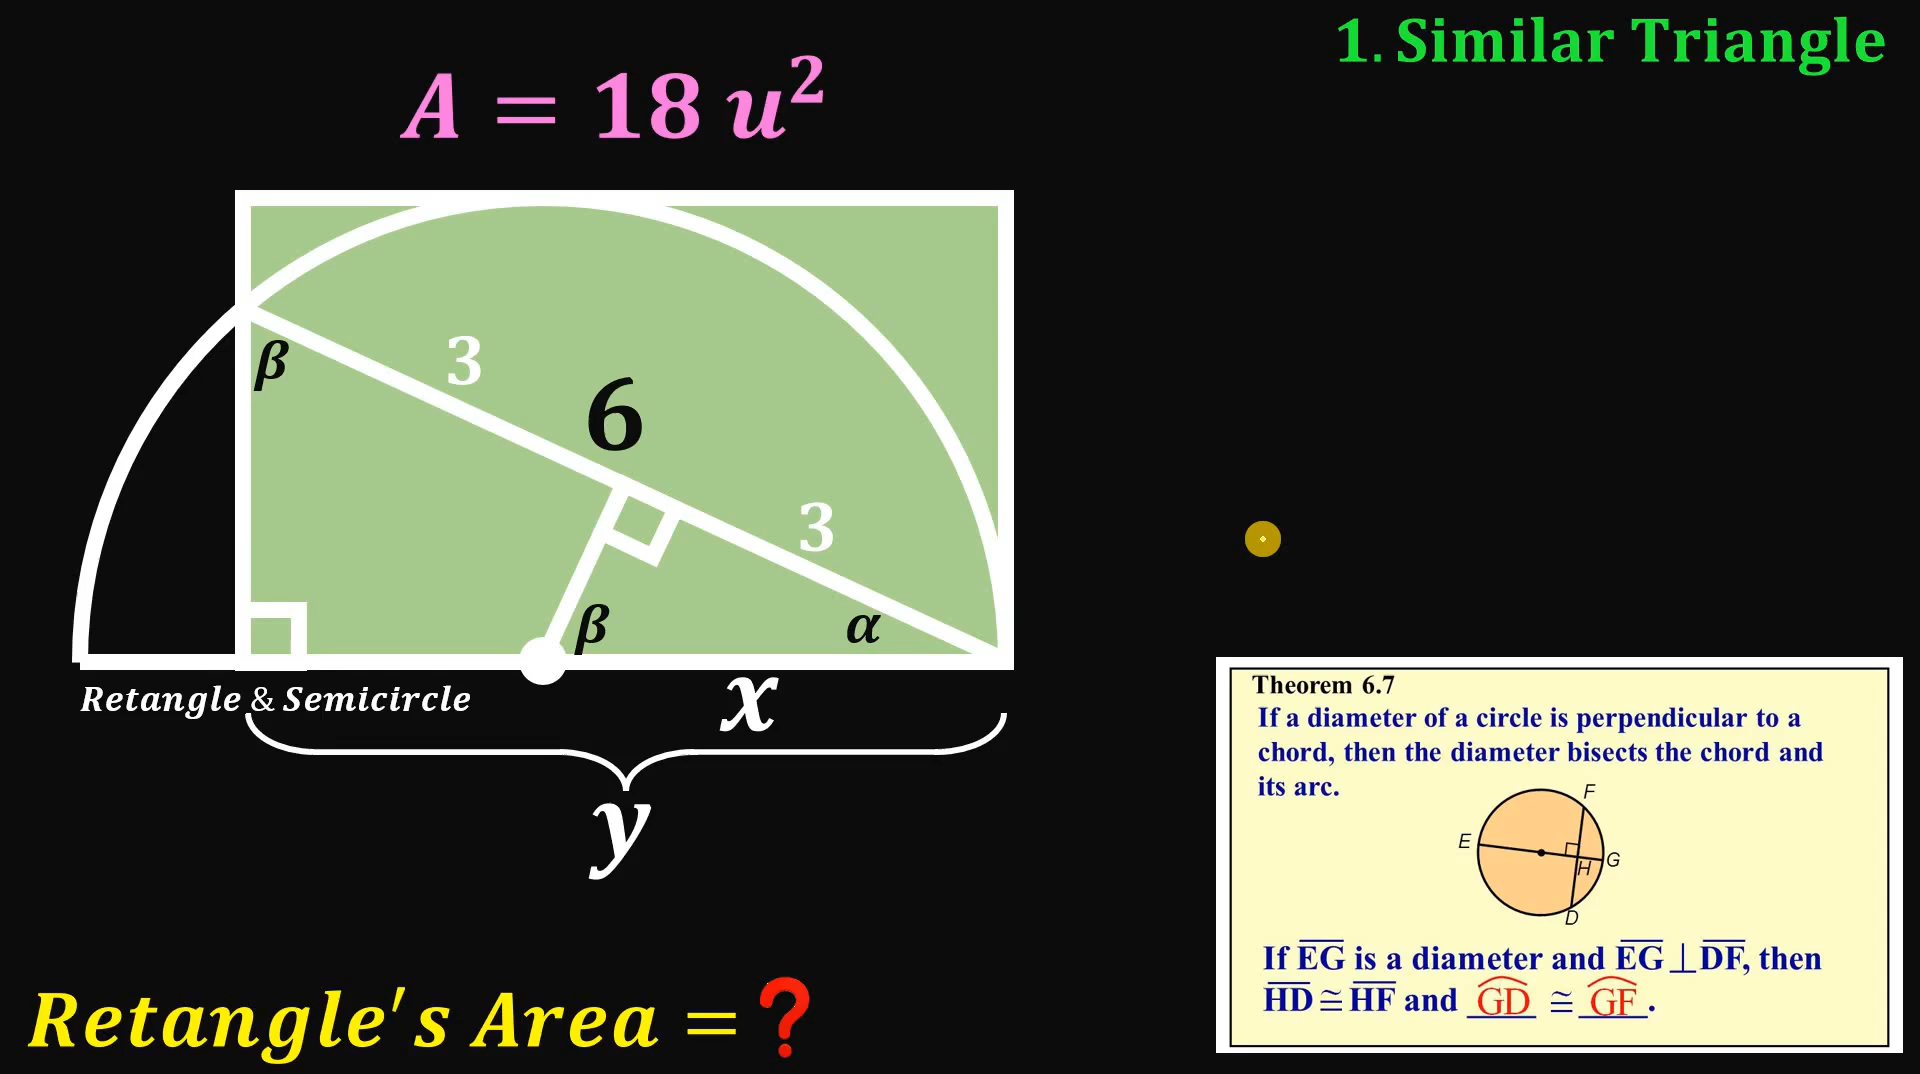 1. Similar Triangle
A = 18 u²
β
3
6
3
β
α
Retangle & Semicircle
x
y
Retangle's Area = ?
Theorem 6.7
If a diameter of a circle is perpendicular to a
chord, then the diameter bisects the chord and
its arc.
F
E
G
H
D
If EG is a diameter and EG ⊥ DF, then
HD ≅ HF and GD ≅ GF.